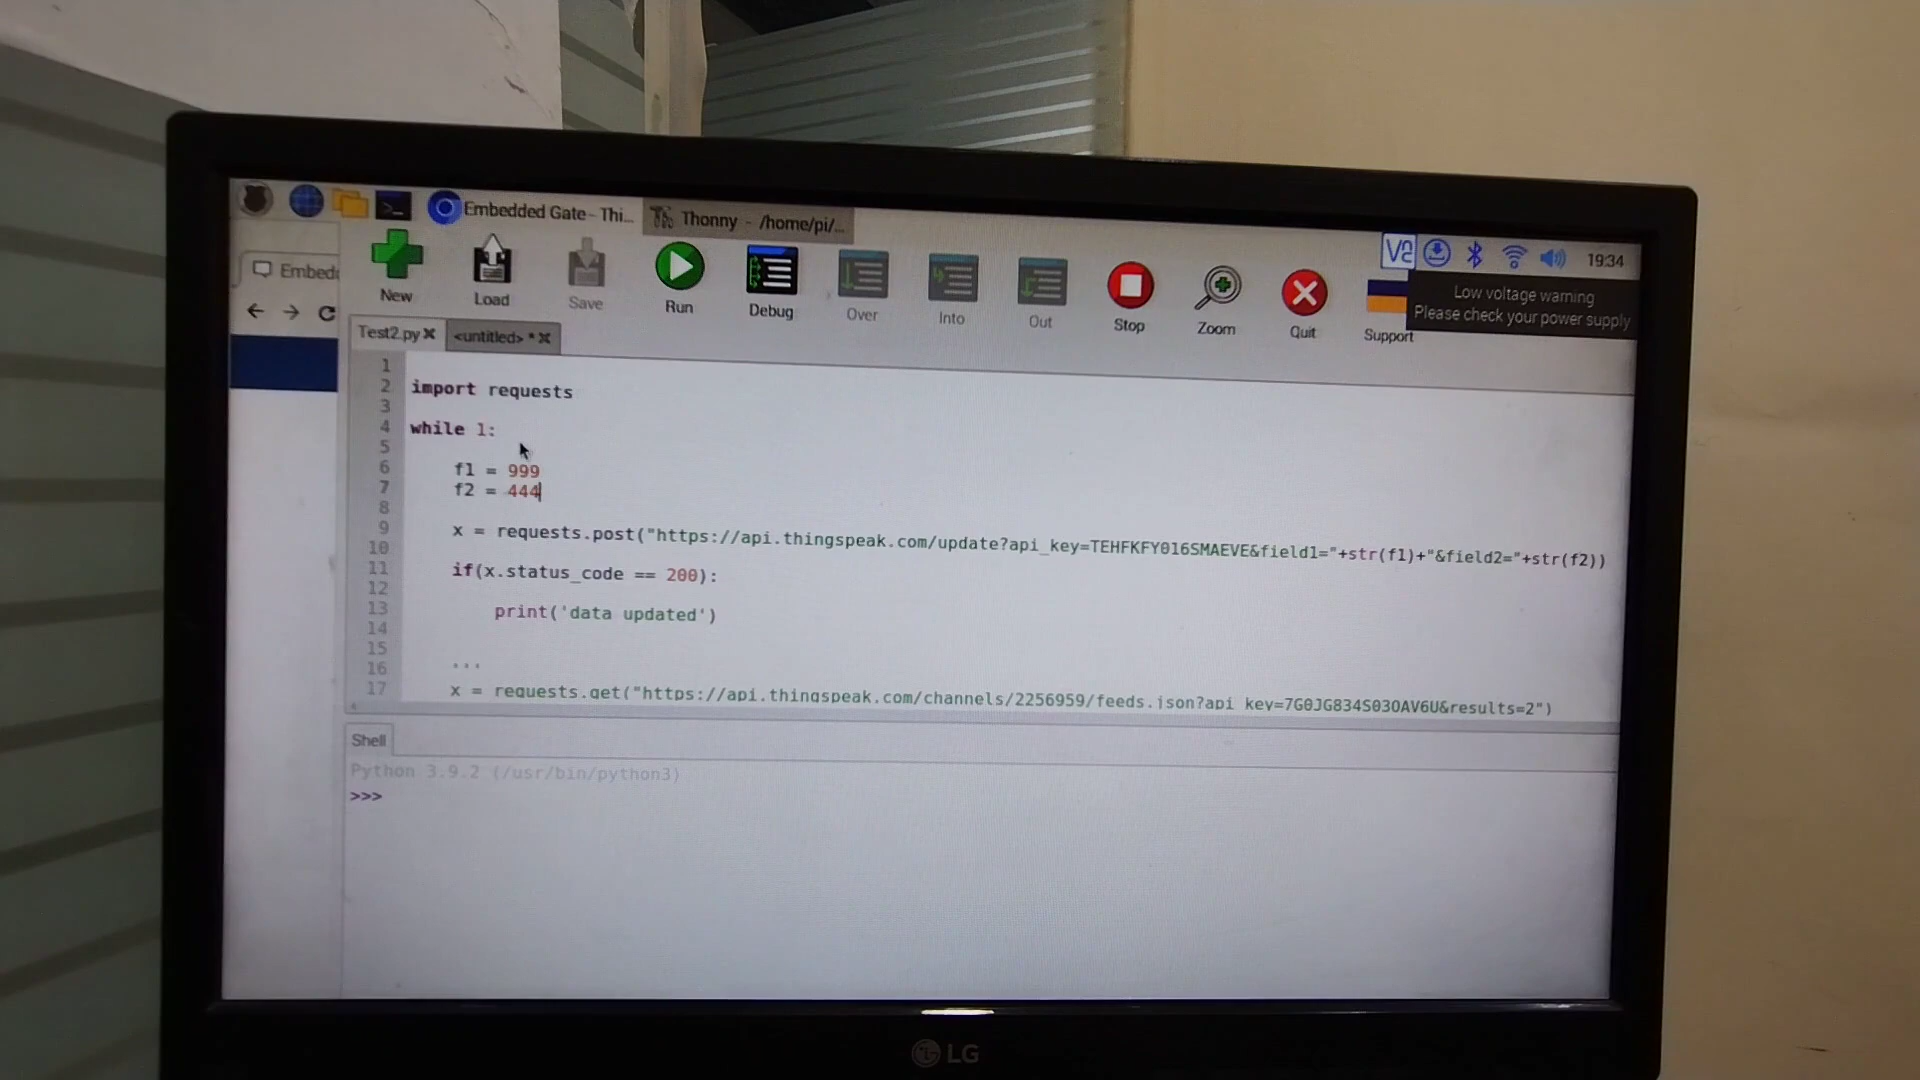 Embedded Gate - Thi...
Thonny - /home/pi/...
19:34
Embed
New
Load
Save
Run
Debug
Over
Into
Out
Stop
Zoom
Quit
Support
Low voltage warning
Please check your power supply
Test2.py
<untitled> *
1
2 import requests
3
4 while 1:
5
6 f1 = 999
7 f2 = 444
8
9 x = requests.post("https://api.thingspeak.com/update?api_key=TEHFKFY016SMAEVE&field1="+str(f1)+"&field2="+str(f2))
10
11 if(x.status_code == 200):
12
13 print('data updated')
14
15
16 '''
17 x = requests.get("https://api.thingspeak.com/channels/2256959/feeds.json?api_key=7G0JG834S03OAV6U&results=2")
Shell
Python 3.9.2 (/usr/bin/python3)
>>>
LG